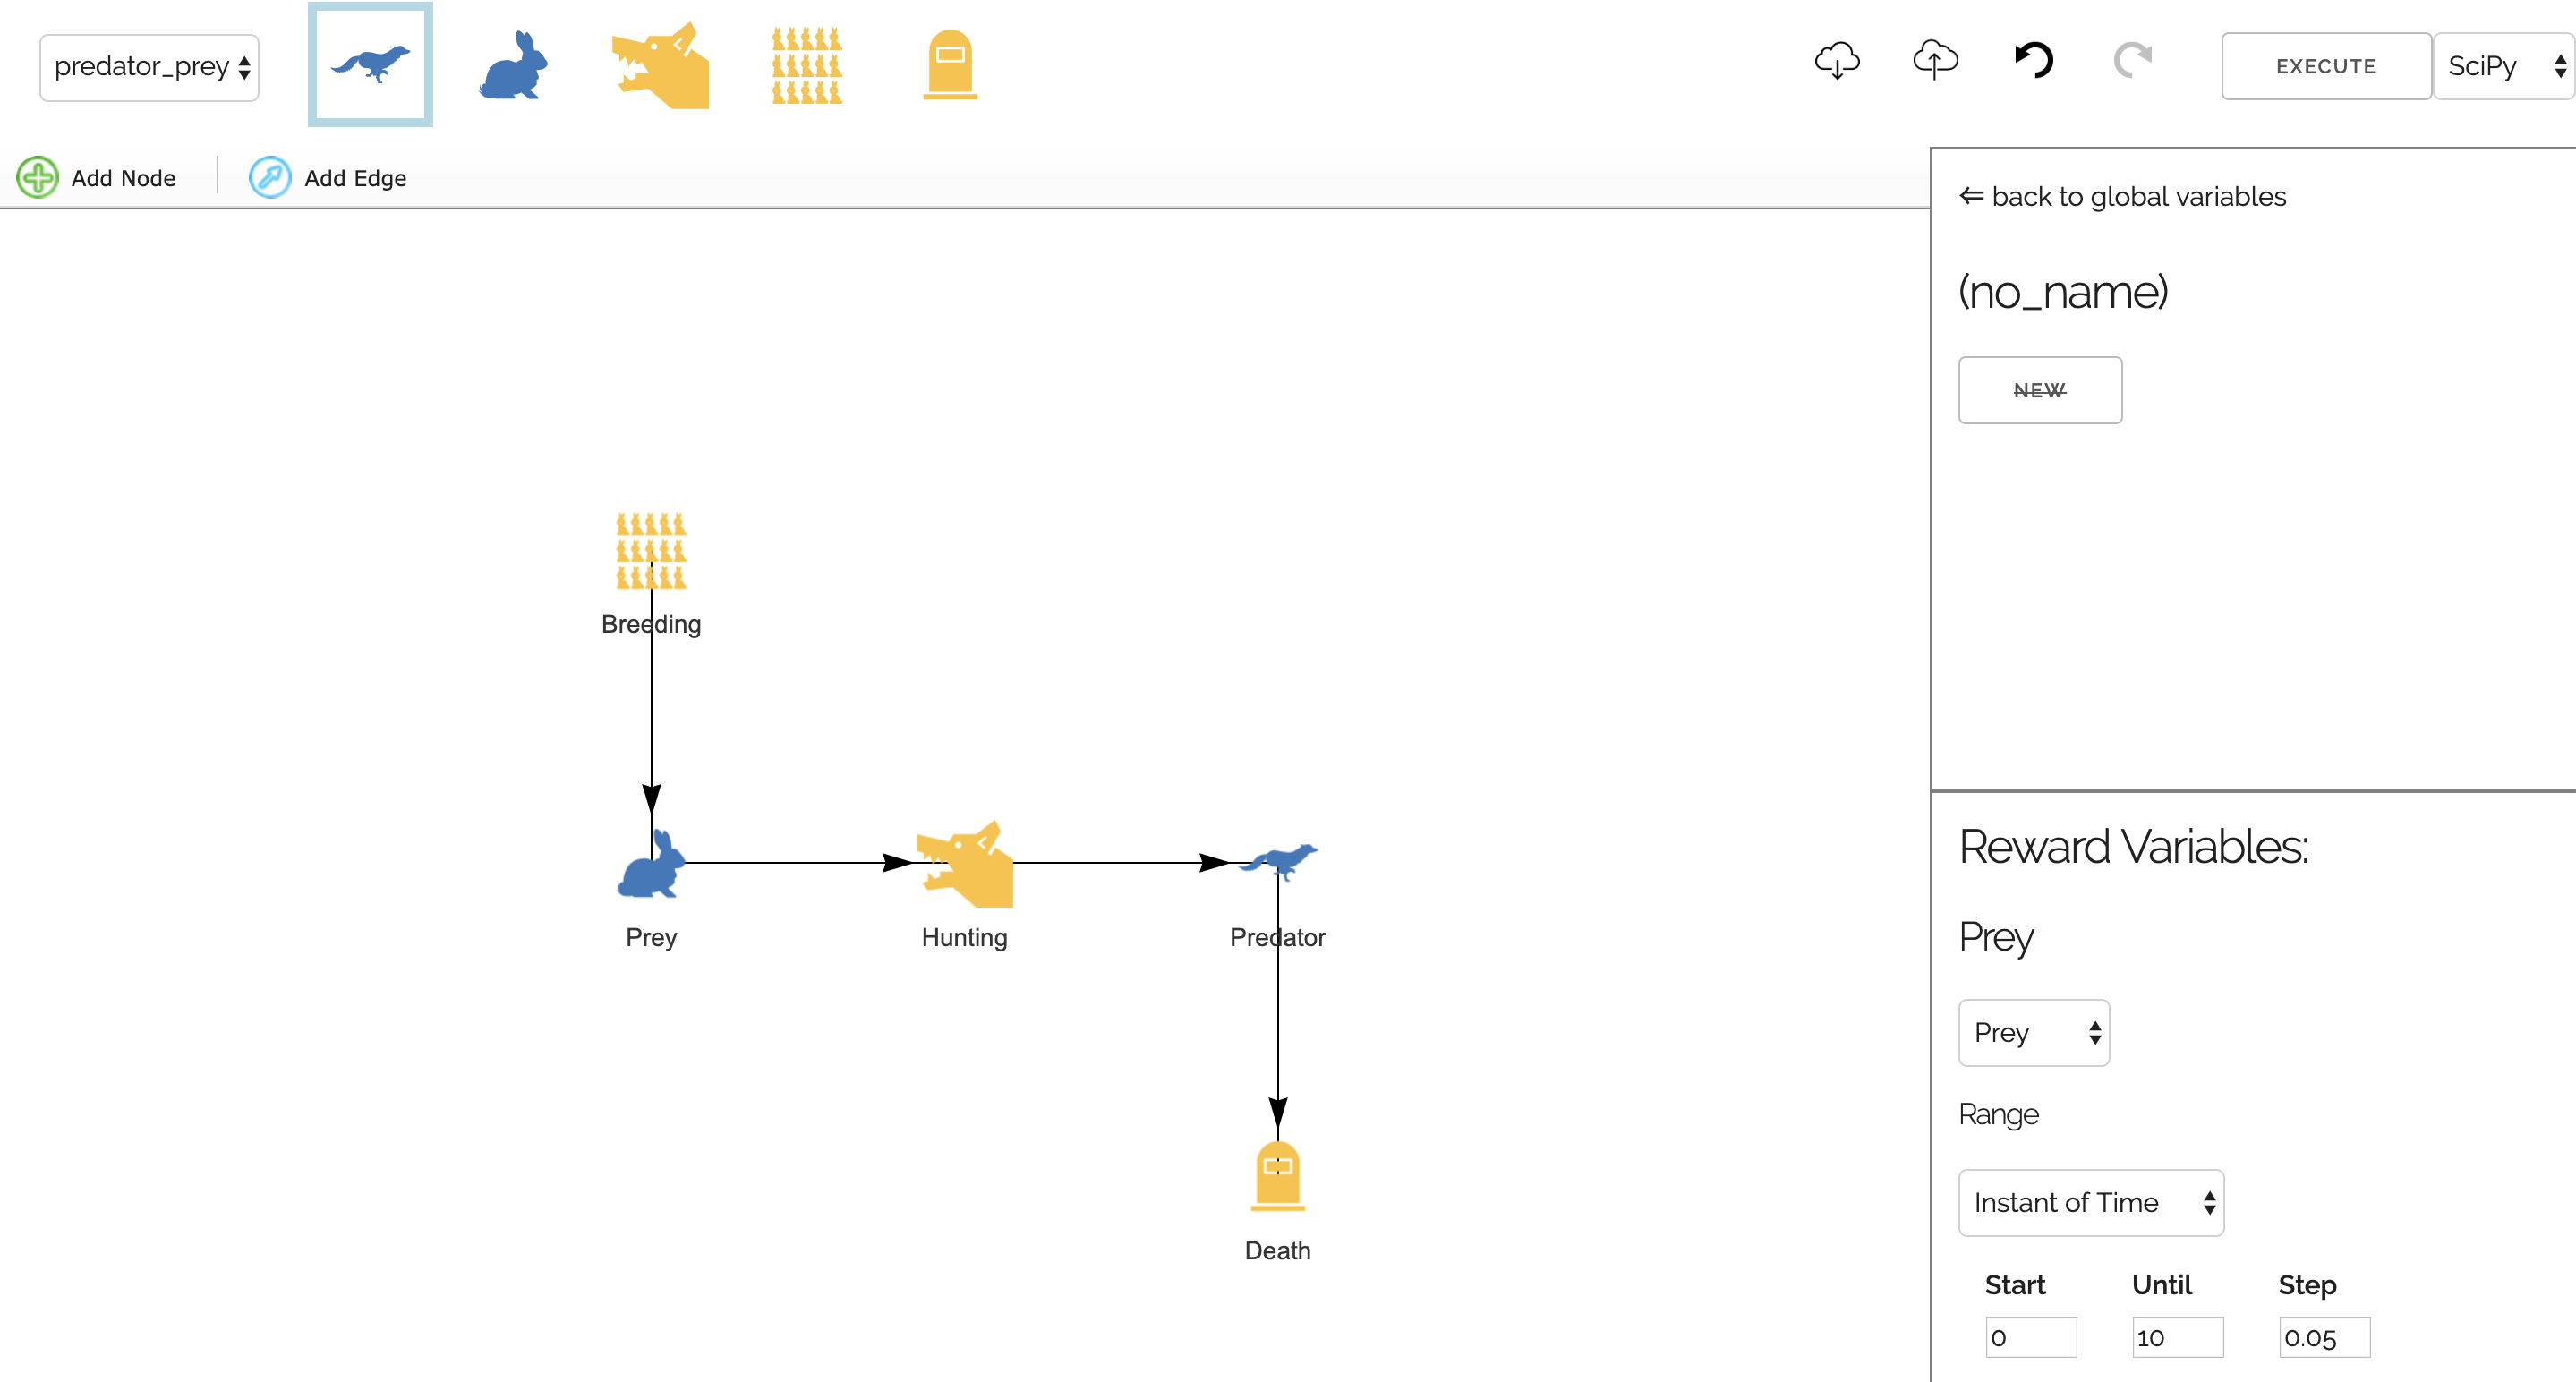 predator_prey
EXECUTE
SciPy
Add Node
Add Edge
⇐ back to global variables
(no_name)
NEW
Breeding
Prey
Hunting
Predator
Death
Reward Variables:
Prey
Prey
Range
Instant of Time
Start Until Step
0 10 0.05